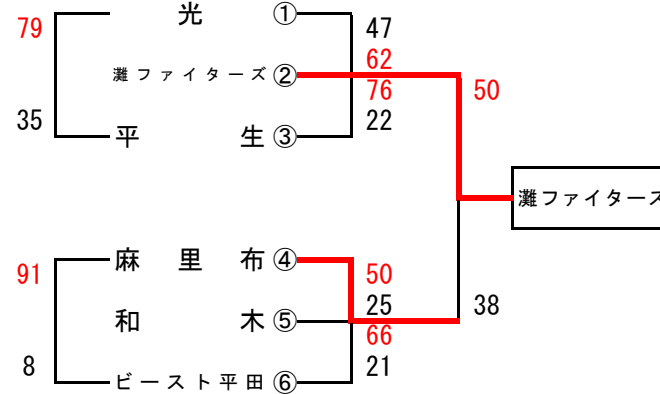 79 光 ① 47
灘ファイターズ ② 62
76 50
35 平生 ③ 22
灘ファイターズ
91 麻里布 ④ 50
和木 ⑤ 25 38
66
8 ビースト平田 ⑥ 21